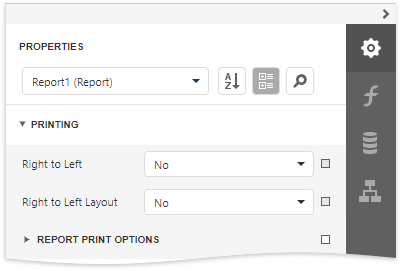 PROPERTIES
Report1 (Report)
A
Z
PRINTING
Right to Left No
Right to Left Layout No
REPORT PRINT OPTIONS